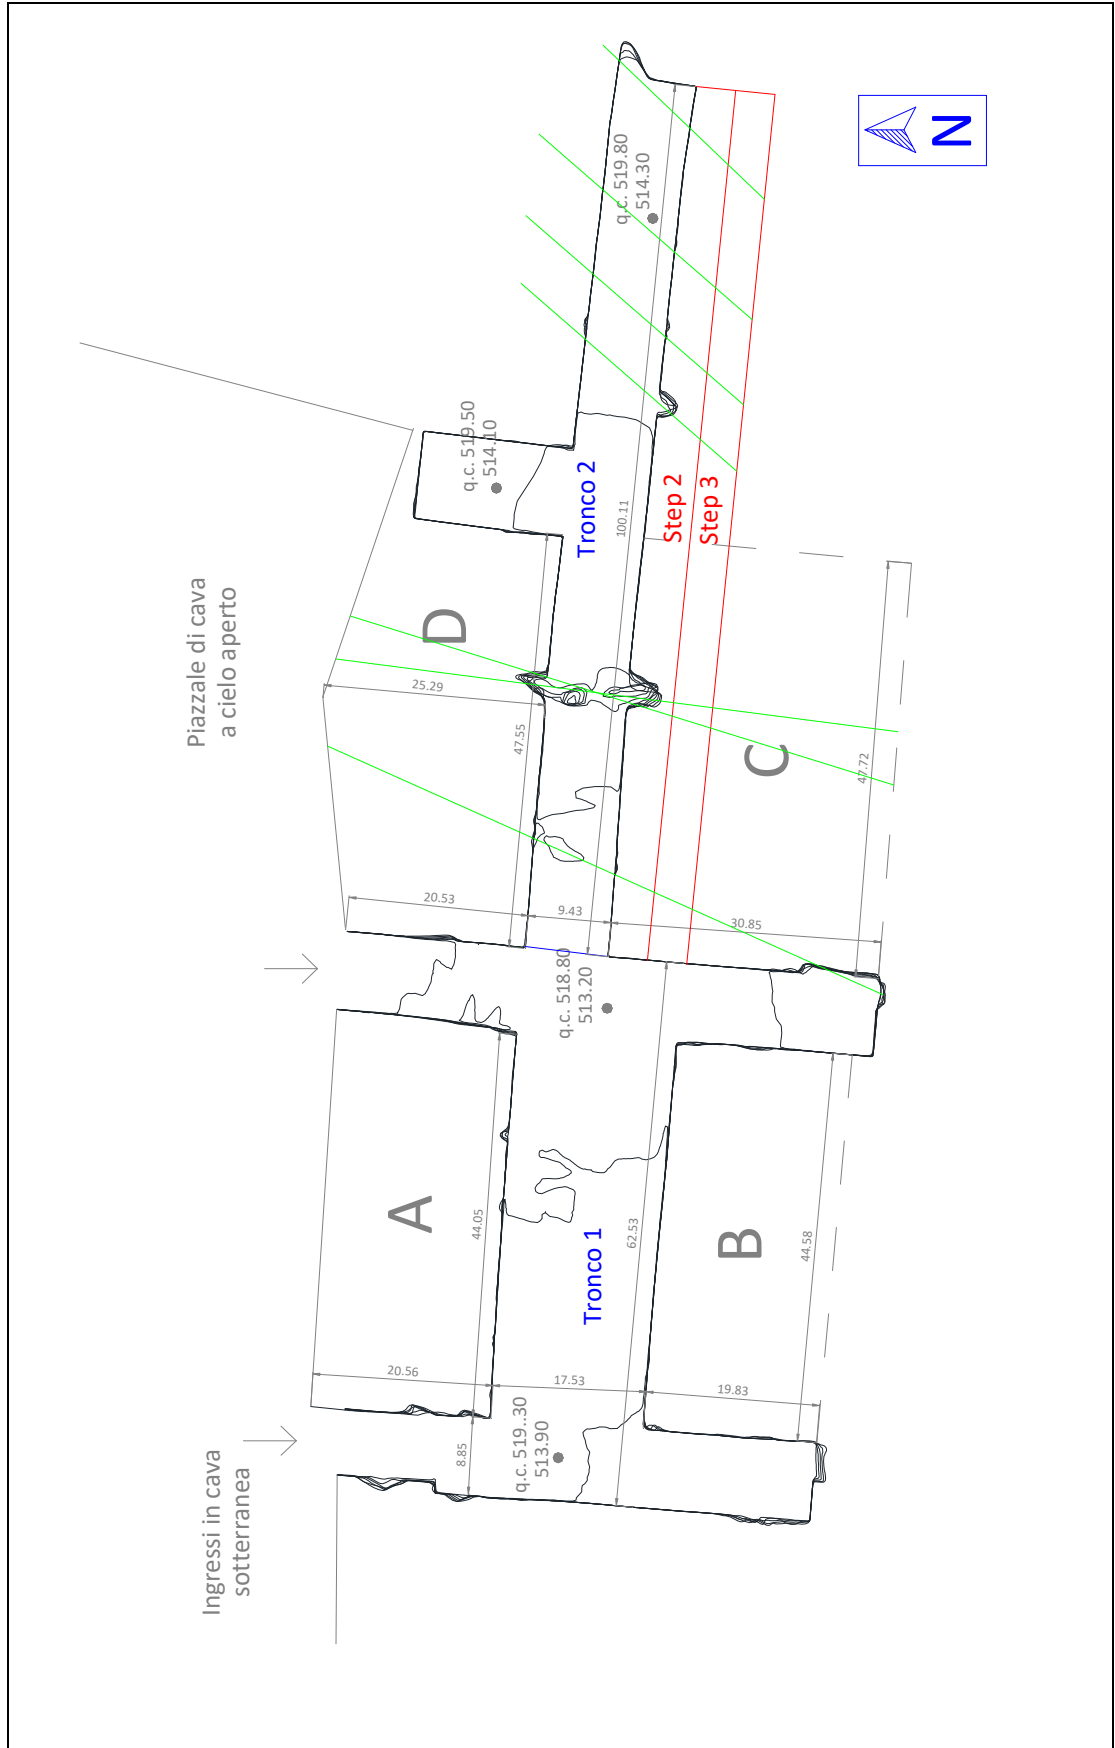 N
q.c. 519.80
514.30
q.c. 519.50
514.10
Tronco 2
100.11
Step 2
Step 3
Piazzale di cava
a cielo aperto
D
25.29
47.55
C
47.72
20.53
9.43
30.85
q.c. 518.80
513.20
A
44.05
Tronco 1
62.53
B
44.58
20.56
17.53
19.83
8.85
q.c. 519..30
513.90
Ingressi in cava
sotterranea